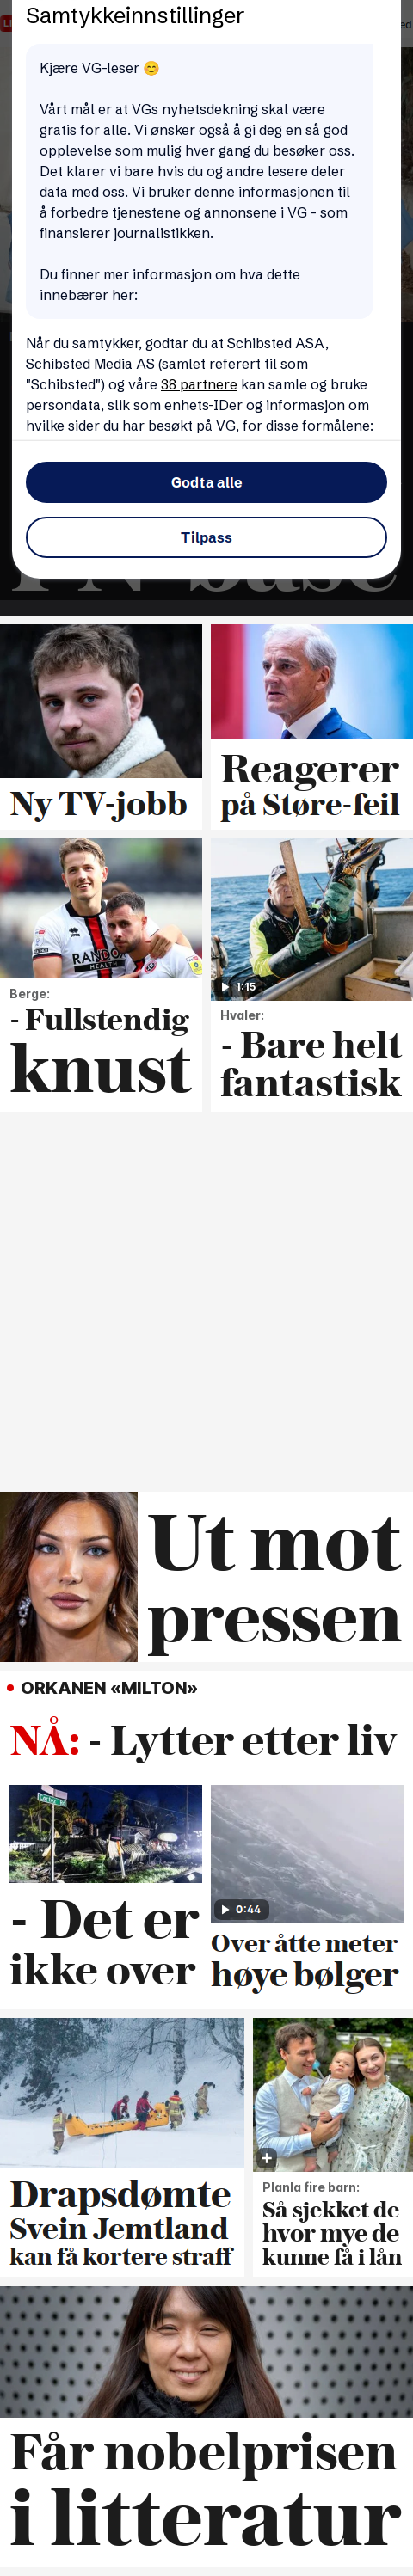 Samtykkeinnstillinger
Kjære VG-leser 😊
Vårt mål er at VGs nyhetsdekning skal være
gratis for alle. Vi ønsker også å gi deg en så god
opplevelse som mulig hver gang du besøker oss.
Det klarer vi bare hvis du og andre lesere deler
data med oss. Vi bruker denne informasjonen til
å forbedre tjenestene og annonsene i VG - som
finansierer journalistikken.
Du finner mer informasjon om hva dette
innebærer her:
Når du samtykker, godtar du at Schibsted ASA,
Schibsted Media AS (samlet referert til som
"Schibsted") og våre 38 partnere kan samle og bruke
persondata, slik som enhets-IDer og informasjon om
hvilke sider du har besøkt på VG, for disse formålene:
Godta alle
Tilpass
FN-base
Ny TV-jobb
Reagerer
på Støre-feil
RANDOX
HEALTH
1:15
Berge:
- Fullstendig
knust
Hvaler:
- Bare helt
fantastisk
Ut mot
pressen
ORKANEN «MILTON»
NÅ: - Lytter etter liv
0:44
- Det er
ikke over
Over åtte meter
høye bølger
Drapsdømte
Svein Jemtland
kan få kortere straff
Planla fire barn:
Så sjekket de
hvor mye de
kunne få i lån
Får nobelprisen
i litteratur